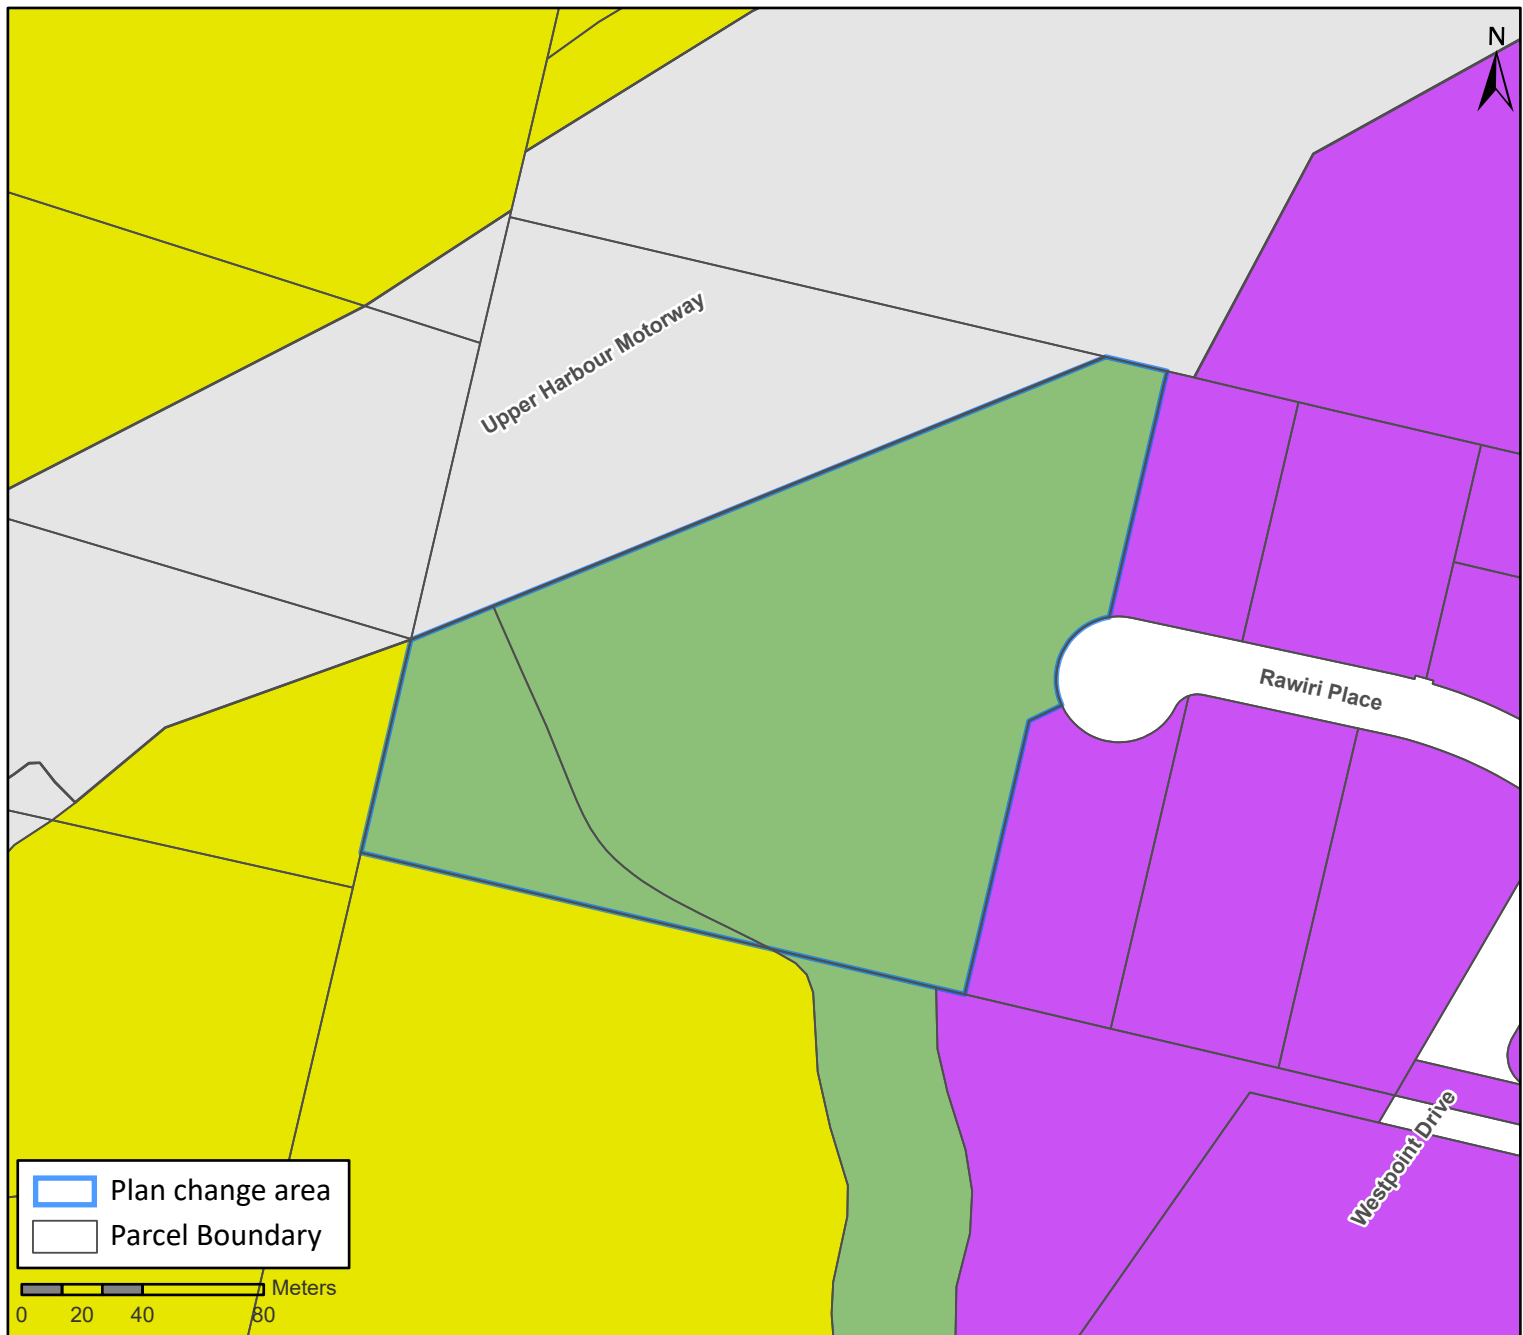 N
Upper Harbour Motorway
Rawiri Place
Westpoint Drive
Plan change area
Parcel Boundary
Meters
0 20 40 80